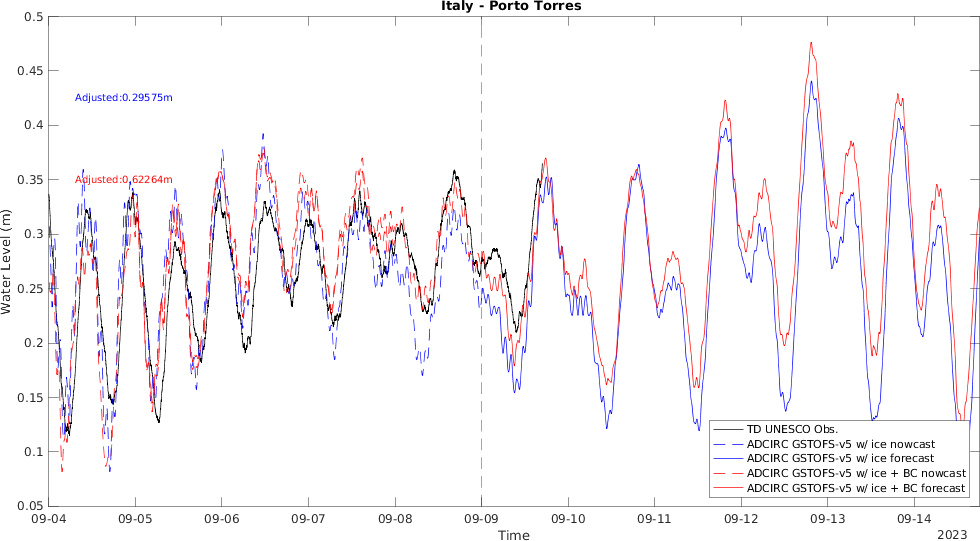 Italy - Porto Torres
0.5
0.45
0.4
0.35
0.3
0.25
0.2
0.15
0.1
0.05
Water Level (m)
Adjusted:0.29575m
Adjusted:0.62264m
TD UNESCO Obs.
ADCIRC GSTOFS-v5 w/ ice nowcast
ADCIRC GSTOFS-v5 w/ ice forecast
ADCIRC GSTOFS-v5 w/ ice + BC nowcast
ADCIRC GSTOFS-v5 w/ ice + BC forecast
09-04 09-05 09-06 09-07 09-08 09-09 09-10 09-11 09-12 09-13 09-14
Time
2023